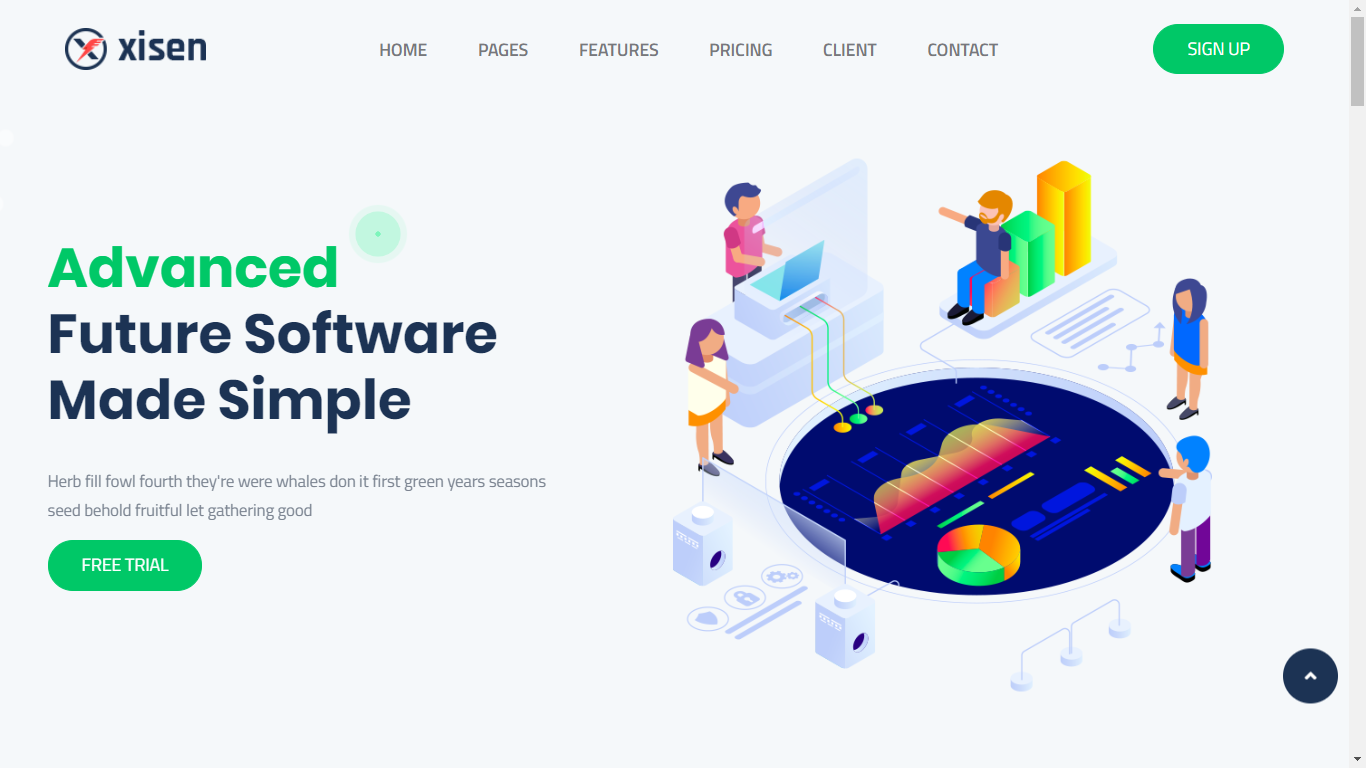 xisen
HOME
PAGES
FEATURES
PRICING
CLIENT
CONTACT
SIGN UP
Advanced
Future Software
Made Simple
Herb fill fowl fourth they're were whales don it first green years seasons
seed behold fruitful let gathering good
FREE TRIAL